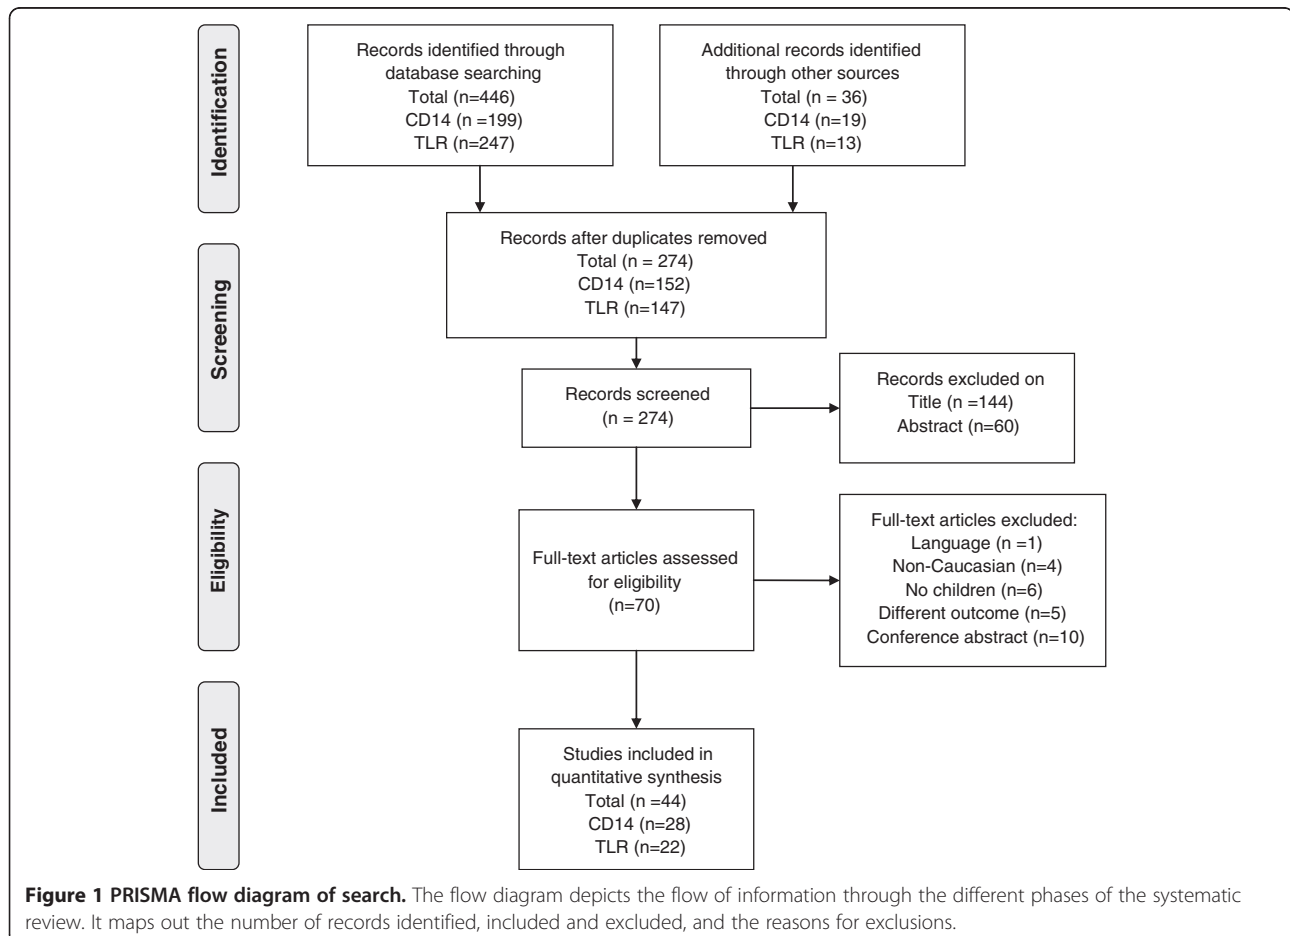 Identification
Records identified through
database searching
Total (n=446)
CD14 (n =199)
TLR (n=247)
Additional records identified
through other sources
Total (n = 36)
CD14 (n=19)
TLR (n=13)
Screening
Records after duplicates removed
Total (n = 274)
CD14 (n=152)
TLR (n=147)
Records screened
(n = 274)
Records excluded on
Title (n =144)
Abstract (n=60)
Eligibility
Full-text articles assessed
for eligibility
(n=70)
Full-text articles excluded:
Language (n =1)
Non-Caucasian (n=4)
No children (n=6)
Different outcome (n=5)
Conference abstract (n=10)
Included
Studies included in
quantitative synthesis
Total (n =44)
CD14 (n=28)
TLR (n=22)
Figure 1 PRISMA flow diagram of search. The flow diagram depicts the flow of information through the different phases of the systematic
review. It maps out the number of records identified, included and excluded, and the reasons for exclusions.